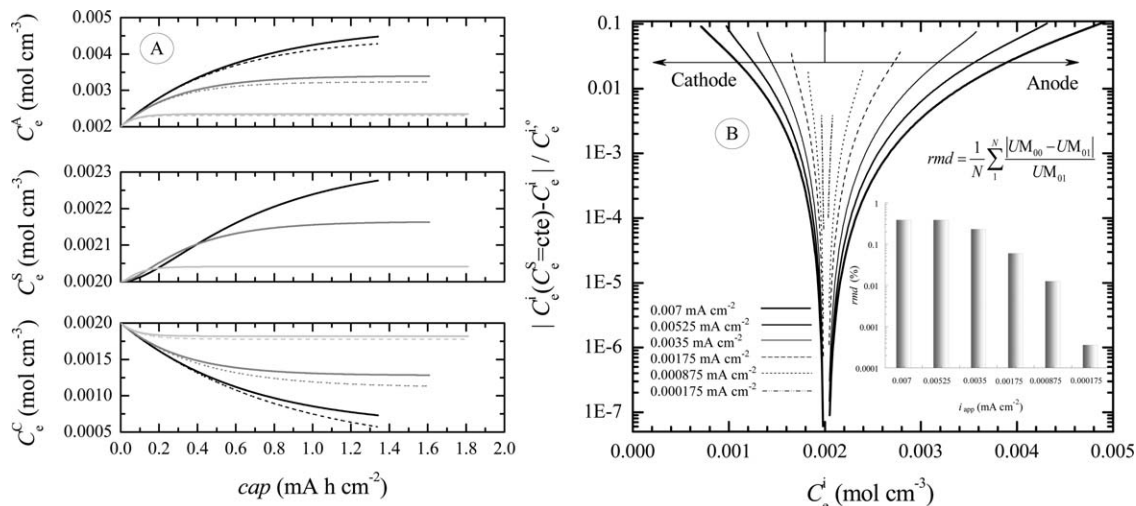 A
C_e^A (mol cm⁻³)
0.005
0.004
0.003
0.002
C_e^S (mol cm⁻³)
0.0023
0.0022
0.0021
0.0020
C_e^C (mol cm⁻³)
0.0020
0.0015
0.0010
0.0005
0.0 0.2 0.4 0.6 0.8 1.0 1.2 1.4 1.6 1.8 2.0
cap (mA h cm⁻²)
| C_e^i(C_e^S=cte)-C_e^i | / C_e^{i,°}
0.1
0.01
1E-3
1E-4
1E-5
1E-6
1E-7
Cathode
Anode
B
rmd = 1/N Σ_1^N |UM₀₀ − UM₀₁| / UM₀₁
0.007 mA cm⁻²
0.00525 mA cm⁻²
0.0035 mA cm⁻²
0.00175 mA cm⁻²
0.000875 mA cm⁻²
0.000175 mA cm⁻²
rmd (%)
1
0.1
0.01
0.001
0.0001
0.007 0.00525 0.0035 0.00175 0.000875 0.000175
i_app (mA cm⁻²)
0.000 0.001 0.002 0.003 0.004 0.005
C_e^i (mol cm⁻³)